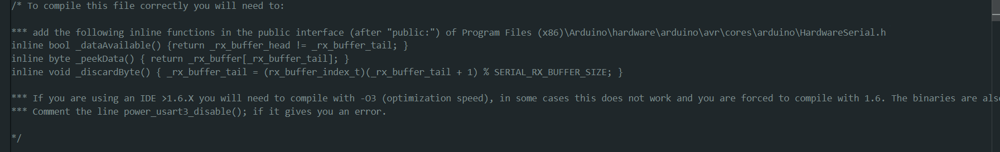 /* To compile this file correctly you will need to:
*** add the following inline functions in the public interface (after "public:") of Program Files (x86)\Arduino\hardware\arduino\avr\cores\arduino\HardwareSerial.h
inline bool _dataAvailable() {return _rx_buffer_head != _rx_buffer_tail; }
inline byte _peekData() { return _rx_buffer[_rx_buffer_tail]; }
inline void _discardByte() { _rx_buffer_tail = (rx_buffer_index_t)(_rx_buffer_tail + 1) % SERIAL_RX_BUFFER_SIZE; }
*** If you are using an IDE >1.6.X you will need to compile with -O3 (optimization speed), in some cases this does not work and you are forced to compile with 1.6. The binaries are
*** Comment the line power_usart3_disable(); if it gives you an error.
*/